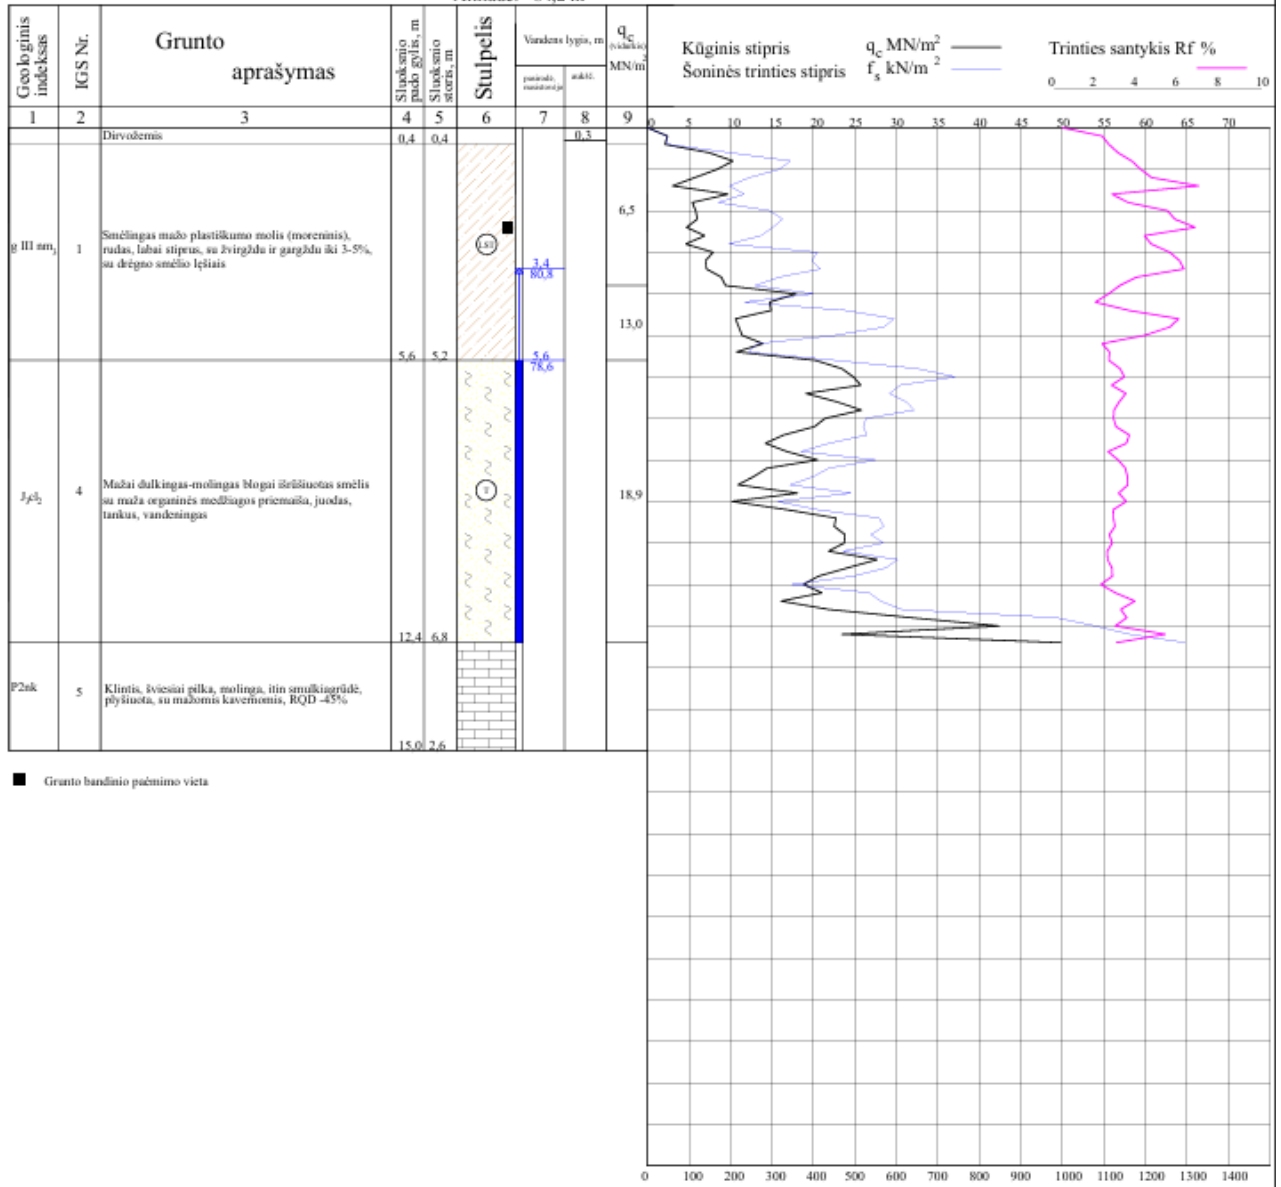 Geologinis indeksas
IGS Nr.
Grunto aprašymas
Sluoksnio pado gylis, m
Sluoksnio storis, m
Stulpelis
Vandens lygis, m
q c
(vidurkis)
MN/m²
Kūginis stipris q c MN/m²
Šoninės trinties stipris f s kN/m²
Trinties santykis Rf %
0 2 4 6 8 10
1 2 3 4 5 6 7 8 9
0 5 10 15 20 25 30 35 40 45 50 55 60 65 70
Dirvožemis
0,4 0,4
0,3
6,5
g III nm3
1
Smėlingas mažo plastiškumo molis (moreninis),
rudas, labai stiprus, su žvirgždu ir gargždu iki 3-5%,
su drėgno smėlio lęšiais
LST
3,4
80,8
13,0
5,6 5,2
5,6
78,6
J3cl2
4
Mažai dulkingas-molingas blogai išrūšiuotas smėlis
su maža organinės medžiagos priemaiša, juodas,
tankus, vandeningas
T
18,9
12,4 6,8
P2nk
5
Klintis, šviesiai pilka, molinga, itin smulkiagrūdė,
plyšiuota, su mažomis kavernomis, RQD -45%
15,0 2,6
Grunto bandinio paėmimo vieta
0 100 200 300 400 500 600 700 800 900 1000 1100 1200 1300 1400